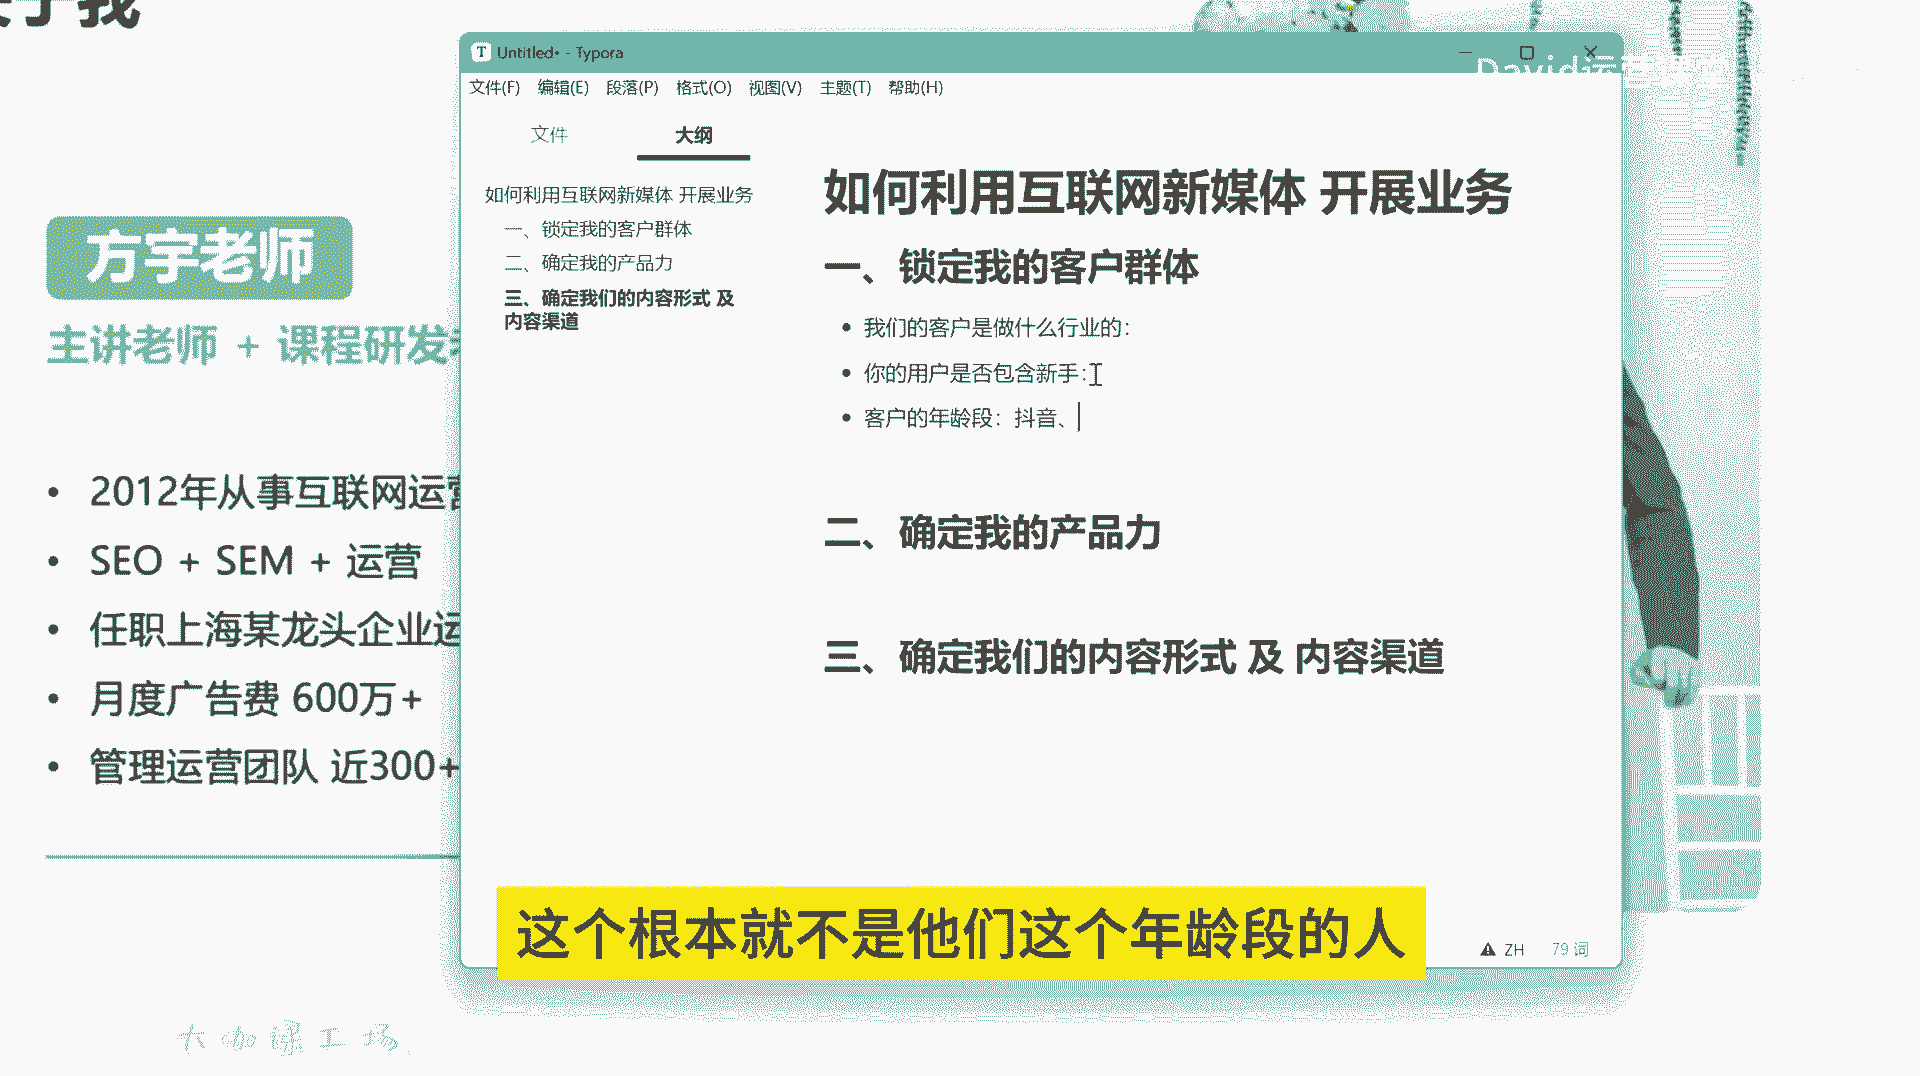 于我
方宇老师
主讲老师 + 课程研发
2012年从事互联网运营
SEO + SEM + 运营
任职上海某龙头企业运
月度广告费 600万+
管理运营团队 近300+
大咖课工场
Untitled• - Typora
文件(F) 编辑(E) 段落(P) 格式(O) 视图(V) 主题(T) 帮助(H)
文件 大纲
如何利用互联网新媒体 开展业务
一、锁定我的客户群体
二、确定我的产品力
三、确定我们的内容形式 及
内容渠道
如何利用互联网新媒体 开展业务
一、锁定我的客户群体
• 我们的客户是做什么行业的：
• 你的用户是否包含新手：
• 客户的年龄段：抖音、
二、确定我的产品力
三、确定我们的内容形式 及 内容渠道
ZH 79 词
这个根本就不是他们这个年龄段的人